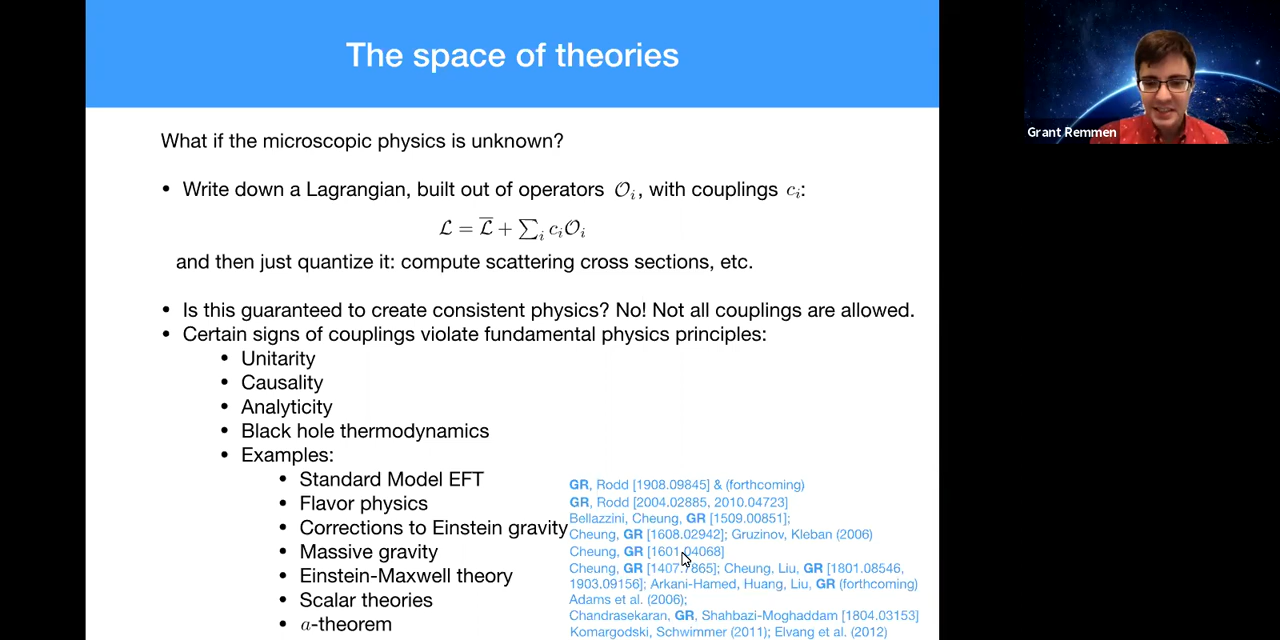 The space of theories
Grant Remmen
What if the microscopic physics is unknown?
• Write down a Lagrangian, built out of operators 𝒪ᵢ, with couplings cᵢ:
ℒ = ℒ̅ + ∑ᵢ cᵢ𝒪ᵢ
and then just quantize it: compute scattering cross sections, etc.
• Is this guaranteed to create consistent physics? No! Not all couplings are allowed.
• Certain signs of couplings violate fundamental physics principles:
• Unitarity
• Causality
• Analyticity
• Black hole thermodynamics
• Examples:
• Standard Model EFT
• Flavor physics
• Corrections to Einstein gravity
• Massive gravity
• Einstein-Maxwell theory
• Scalar theories
• a-theorem
GR, Rodd [1908.09845] & (forthcoming)
GR, Rodd [2004.02885, 2010.04723]
Bellazzini, Cheung, GR [1509.00851];
Cheung, GR [1608.02942]; Gruzinov, Kleban (2006)
Cheung, GR [1601.04068]
Cheung, GR [1407.7865]; Cheung, Liu, GR [1801.08546,
1903.09156]; Arkani-Hamed, Huang, Liu, GR (forthcoming)
Adams et al. (2006);
Chandrasekaran, GR, Shahbazi-Moghaddam [1804.03153]
Komargodski, Schwimmer (2011); Elvang et al. (2012)